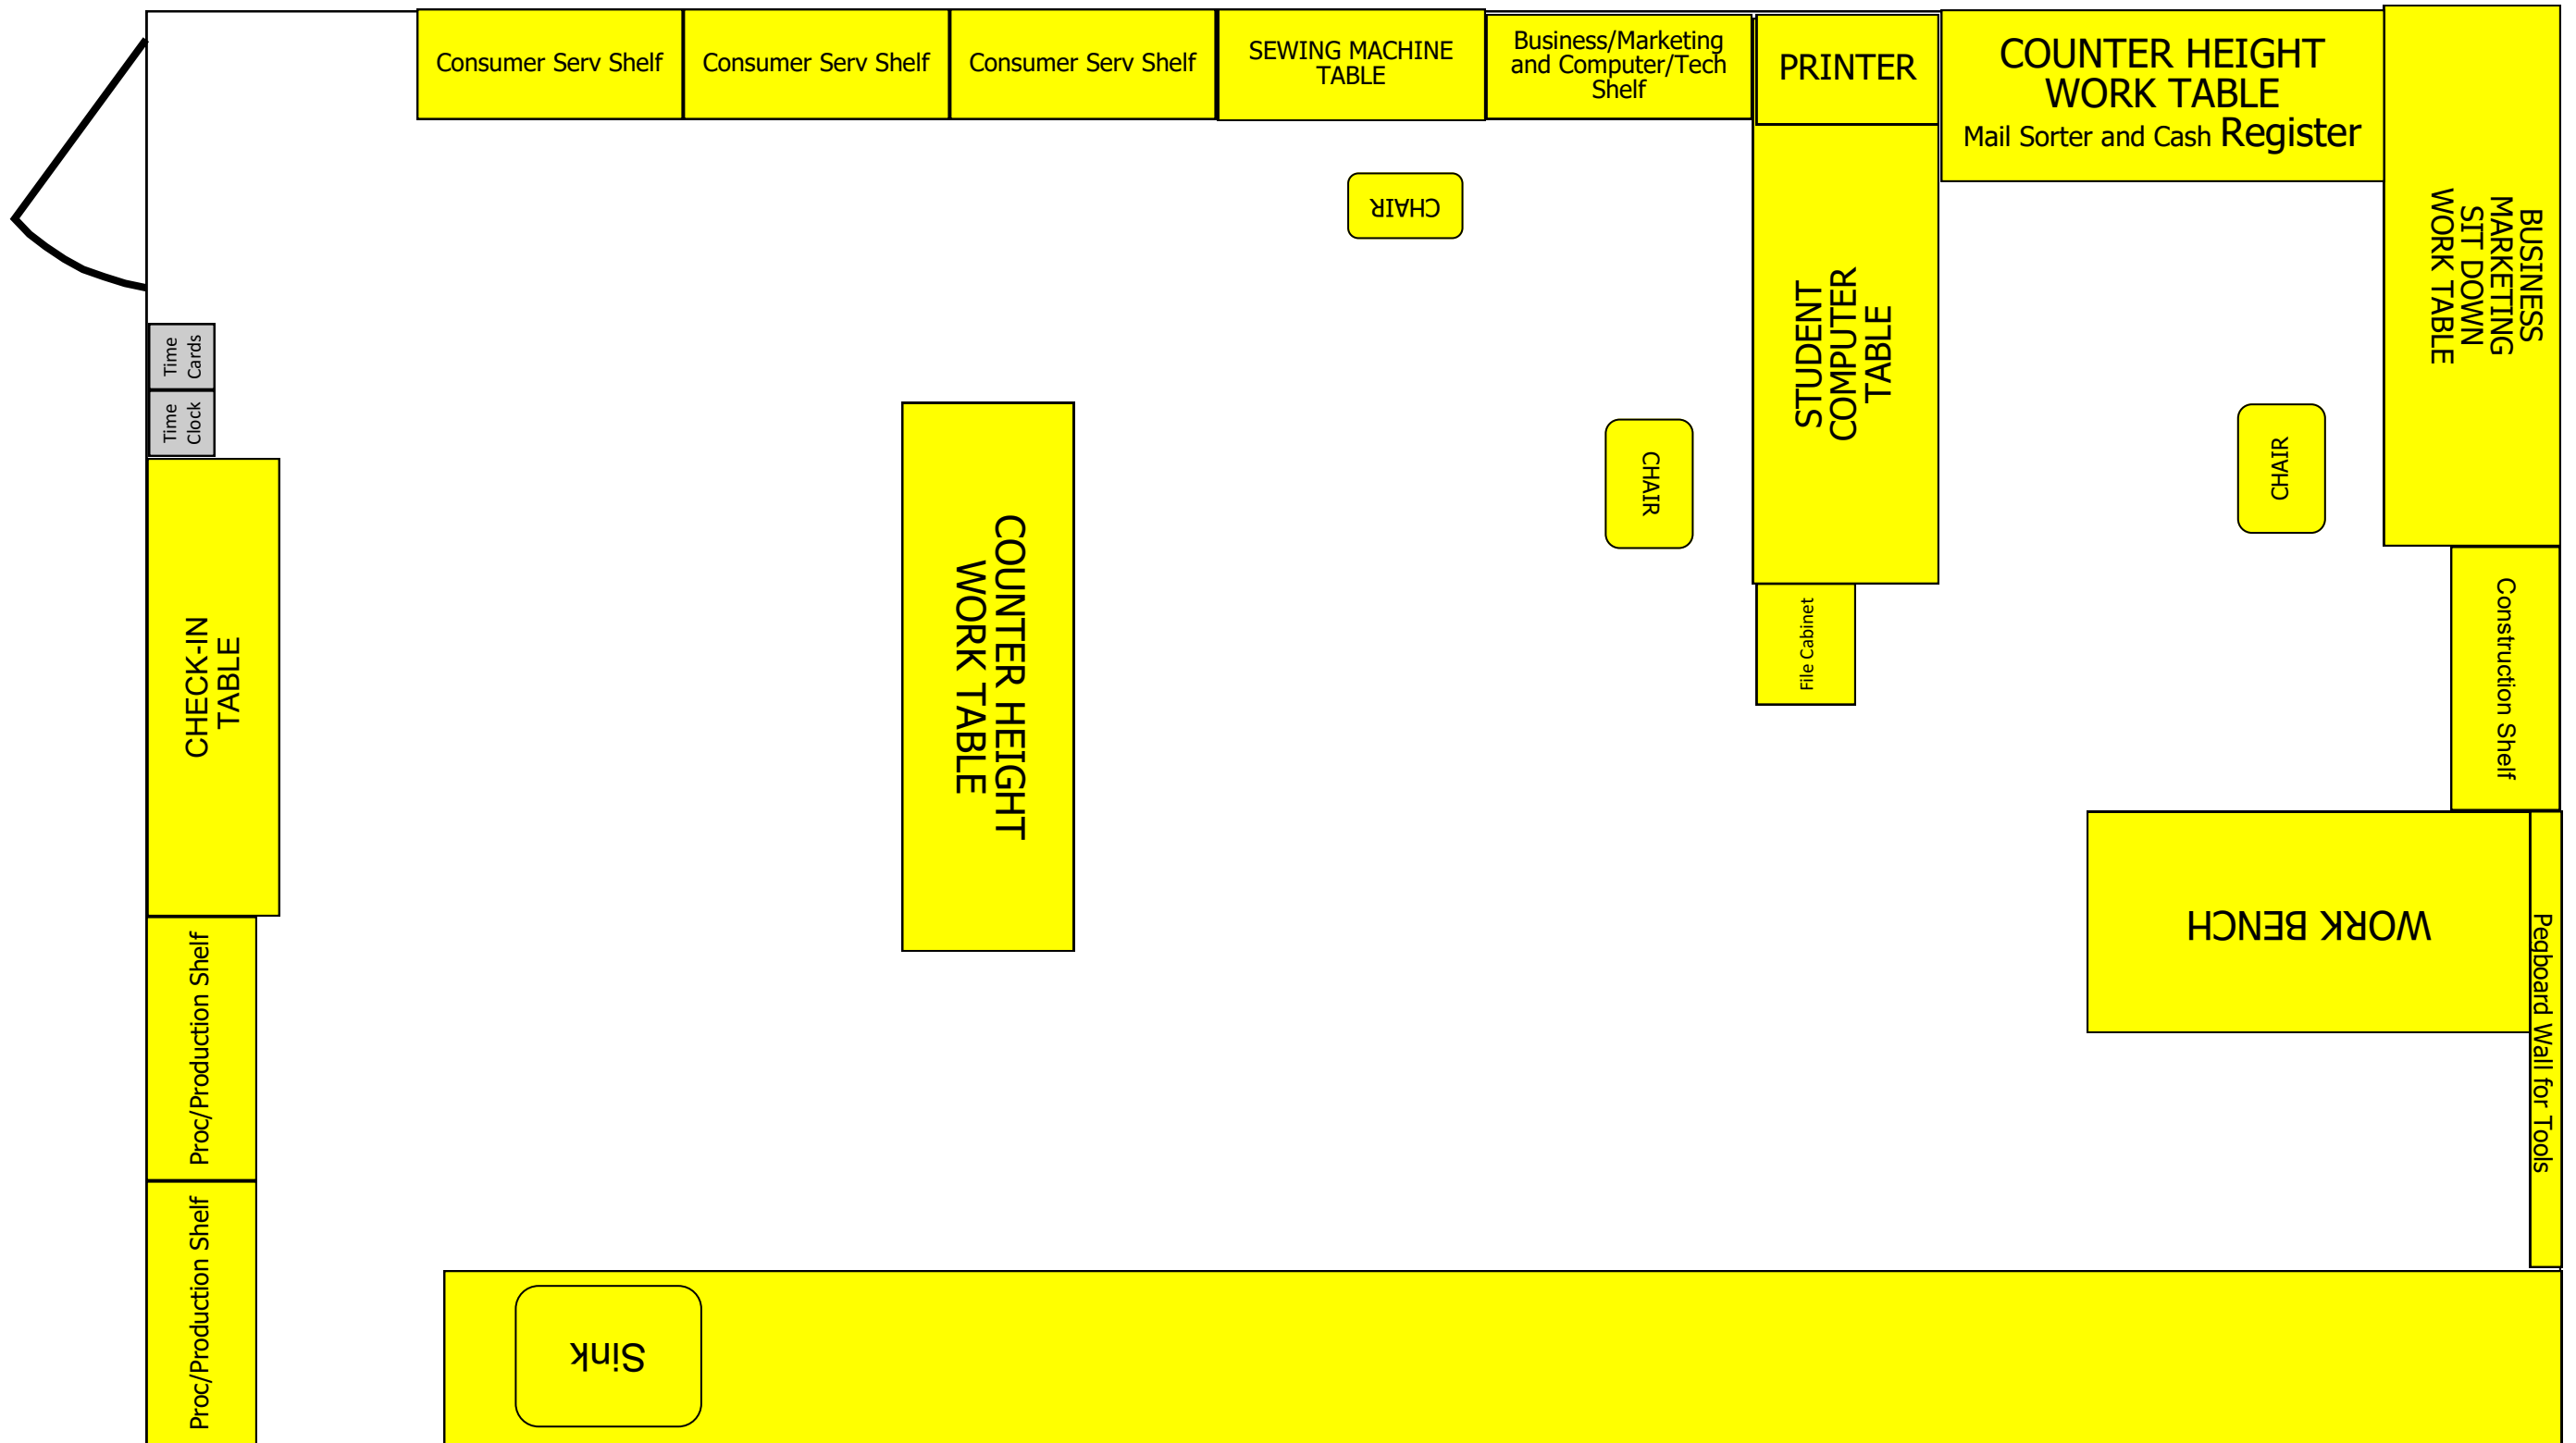 Consumer Serv Shelf
Consumer Serv Shelf
Consumer Serv Shelf
SEWING MACHINE
TABLE
Business/Marketing
and Computer/Tech
Shelf
PRINTER
COUNTER HEIGHT
WORK TABLE
Mail Sorter and Cash Register
BUSINESS
MARKETING
SIT DOWN
WORK TABLE
CHAIR
STUDENT
COMPUTER
TABLE
Time
Cards
Time
Clock
CHAIR
CHAIR
COUNTER HEIGHT
WORK TABLE
CHECK-IN
TABLE
File Cabinet
Construction Shelf
WORK BENCH
Pegboard Wall for Tools
Proc/Production Shelf
Proc/Production Shelf
Sink